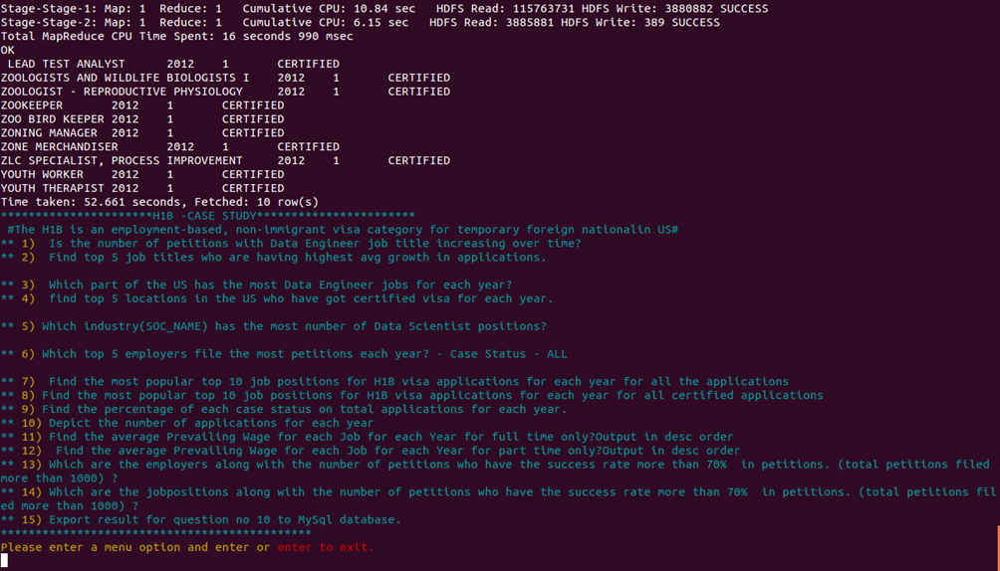 Stage-Stage-1: Map: 1  Reduce: 1   Cumulative CPU: 10.84 sec   HDFS Read: 115763731 HDFS Write: 3880882 SUCCESS
Stage-Stage-2: Map: 1  Reduce: 1   Cumulative CPU: 6.15 sec   HDFS Read: 3885881 HDFS Write: 389 SUCCESS
Total MapReduce CPU Time Spent: 16 seconds 990 msec
OK
 LEAD TEST ANALYST      2012    1       CERTIFIED
ZOOLOGISTS AND WILDLIFE BIOLOGISTS I    2012    1       CERTIFIED
ZOOLOGIST - REPRODUCTIVE PHYSIOLOGY     2012    1       CERTIFIED
ZOOKEEPER       2012    1       CERTIFIED
ZOO BIRD KEEPER 2012    1       CERTIFIED
ZONING MANAGER  2012    1       CERTIFIED
ZONE MERCHANDISER       2012    1       CERTIFIED
ZLC SPECIALIST, PROCESS IMPROVEMENT     2012    1       CERTIFIED
YOUTH WORKER    2012    1       CERTIFIED
YOUTH THERAPIST 2012    1       CERTIFIED
Time taken: 52.661 seconds, Fetched: 10 row(s)
**********************H1B -CASE STUDY***********************
 #The H1B is an employment-based, non-immigrant visa category for temporary foreign nationalin US#
** 1)  Is the number of petitions with Data Engineer job title increasing over time?
** 2)  Find top 5 job titles who are having highest avg growth in applications.
** 3)  Which part of the US has the most Data Engineer jobs for each year?
** 4)  find top 5 locations in the US who have got certified visa for each year.
** 5) Which industry(SOC_NAME) has the most number of Data Scientist positions?
** 6) Which top 5 employers file the most petitions each year? - Case Status - ALL
** 7)  Find the most popular top 10 job positions for H1B visa applications for each year for all the applications
** 8) Find the most popular top 10 job positions for H1B visa applications for each year for all certified applications
** 9) Find the percentage of each case status on total applications for each year.
** 10) Depict the number of applications for each year
** 11) Find the average Prevailing Wage for each Job for each Year for full time only?Output in desc order
** 12)  Find the average Prevailing Wage for each Job for each Year for part time only?Output in desc order
** 13) Which are the employers along with the number of petitions who have the success rate more than 70%  in petitions. (total petitions filed
more than 1000) ?
** 14) Which are the jobpositions along with the number of petitions who have the success rate more than 70%  in petitions. (total petitions fil
ed more than 1000) ?
** 15) Export result for question no 10 to MySql database.
*********************************************
Please enter a menu option and enter or enter to exit.